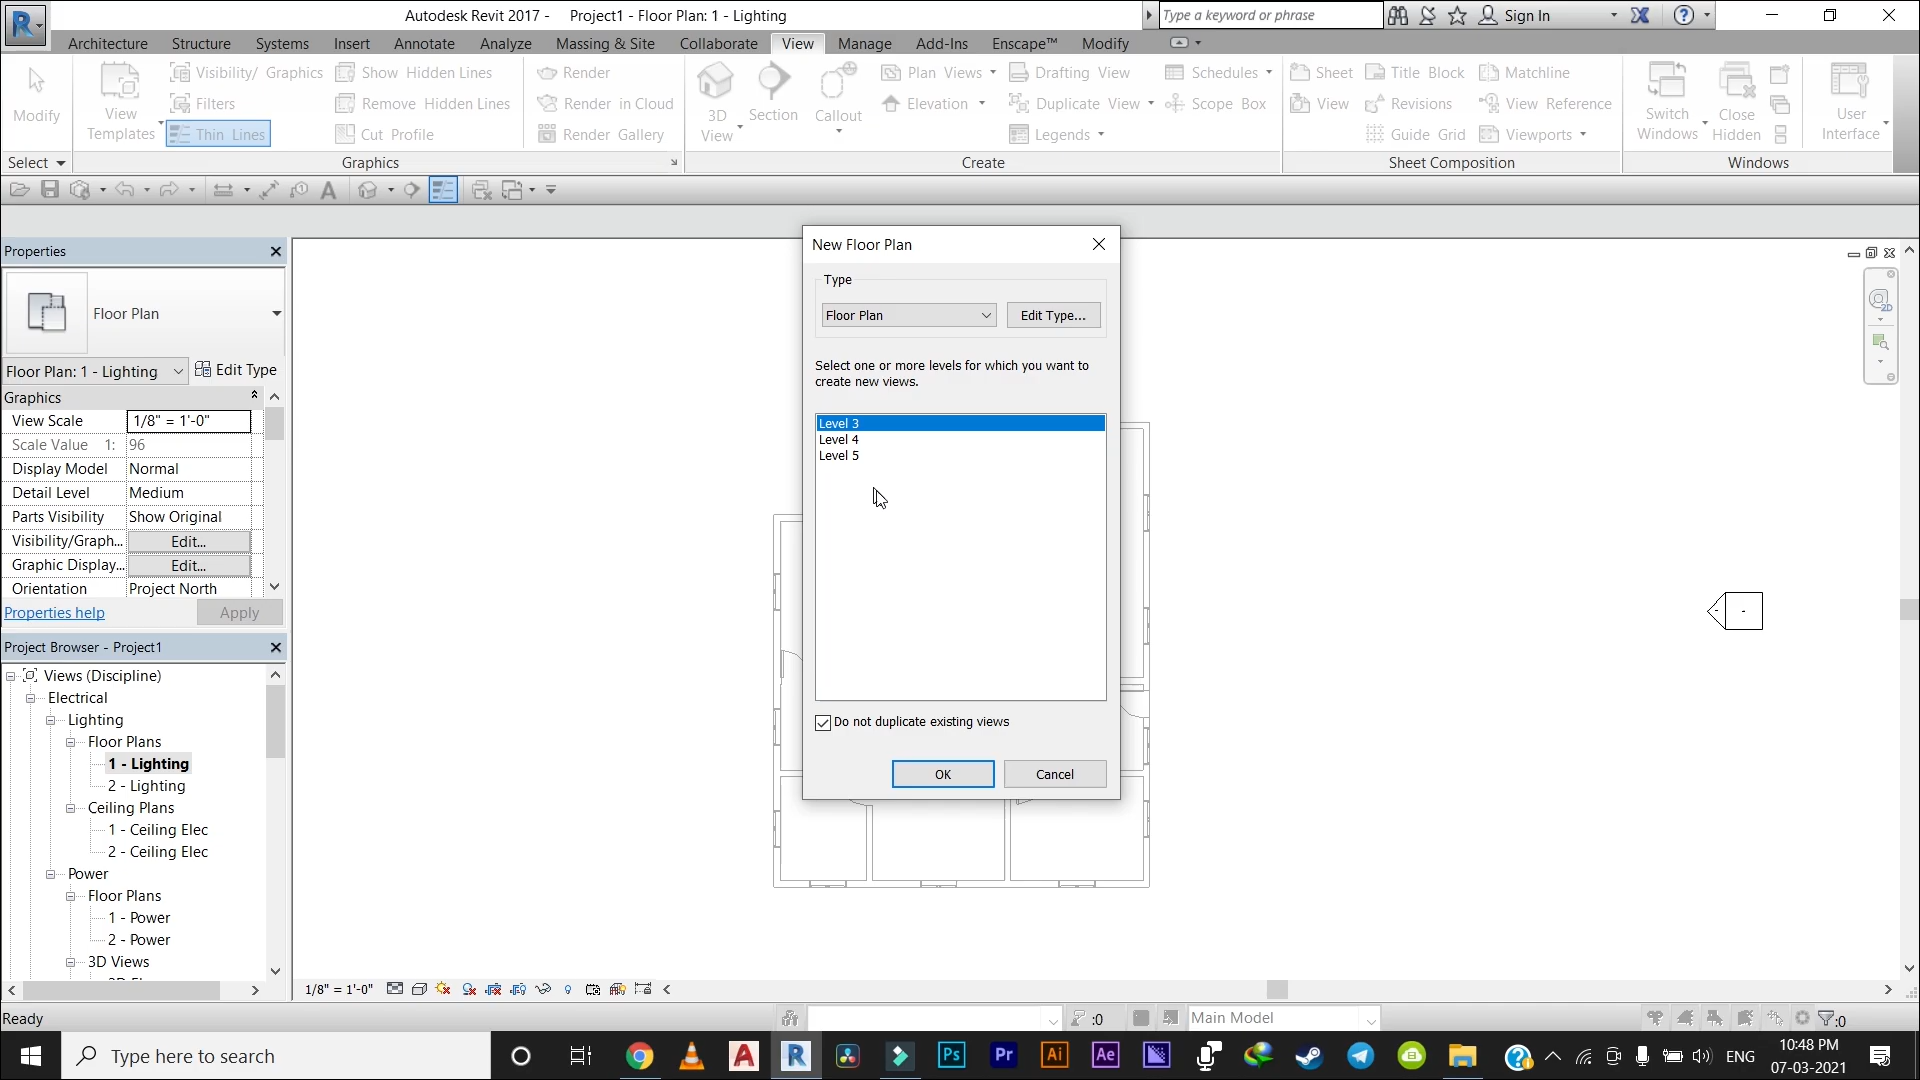 Autodesk Revit 2017 - Project1 - Floor Plan: 1 - Lighting
Type a keyword or phrase
Sign In
Architecture Structure Systems Insert Annotate Analyze Massing & Site Collaborate View Manage Add-Ins Enscape™ Modify
Modify
View Templates
Visibility/ Graphics
Filters
Thin Lines
Show Hidden Lines
Remove Hidden Lines
Cut Profile
Render
Render in Cloud
Render Gallery
3D View
Section
Callout
Plan Views
Elevation
Drafting View
Duplicate View
Legends
Schedules
Scope Box
Sheet
View
Title Block
Revisions
Guide Grid
Matchline
View Reference
Viewports
Switch Windows
Close Hidden
User Interface
Select
Graphics
Create
Sheet Composition
Windows
Properties
Floor Plan
Floor Plan: 1 - Lighting
Edit Type
Graphics
View Scale 1/8" = 1'-0"
Scale Value 1: 96
Display Model Normal
Detail Level Medium
Parts Visibility Show Original
Visibility/Graph... Edit...
Graphic Display... Edit...
Orientation Project North
Properties help
Apply
Project Browser - Project1
Views (Discipline)
Electrical
Lighting
Floor Plans
1 - Lighting
2 - Lighting
Ceiling Plans
1 - Ceiling Elec
2 - Ceiling Elec
Power
Floor Plans
1 - Power
2 - Power
3D Views
New Floor Plan
Type
Floor Plan
Edit Type...
Select one or more levels for which you want to
create new views.
Level 3
Level 4
Level 5
Do not duplicate existing views
OK
Cancel
1/8" = 1'-0"
Ready
:0
Main Model
:0
Type here to search
Ps
Pr
Ai
Ae
ENG
10:48 PM
07-03-2021